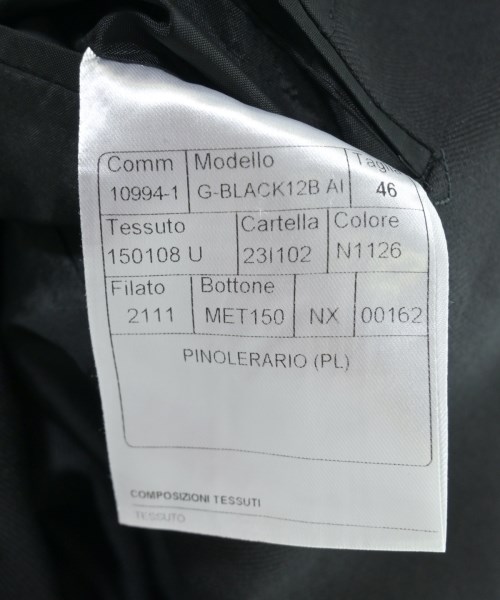 Comm Modello Taglia
10994-1 G-BLACK12B AI 46
Tessuto Cartella Colore
150108 U 23I102 N1126
Filato Bottone
2111 MET150 NX 00162
PINOLERARIO (PL)
COMPOSIZIONI TESSUTI
TESSUTO